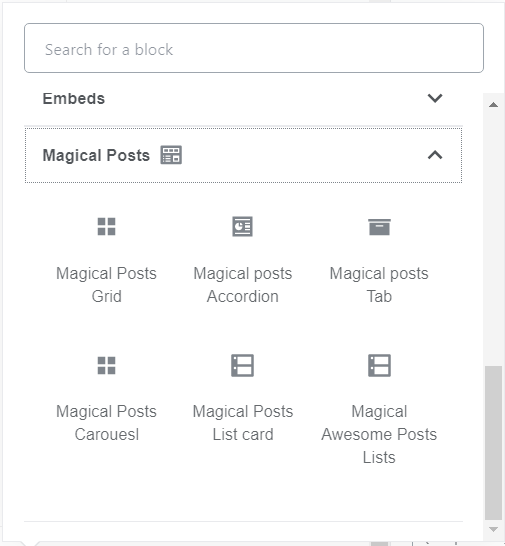 Search for a block
Embeds
Magical Posts
Magical Posts
Grid
Magical posts
Accordion
Magical posts
Tab
Magical Posts
Carouesl
Magical Posts
List card
Magical
Awesome Posts
Lists